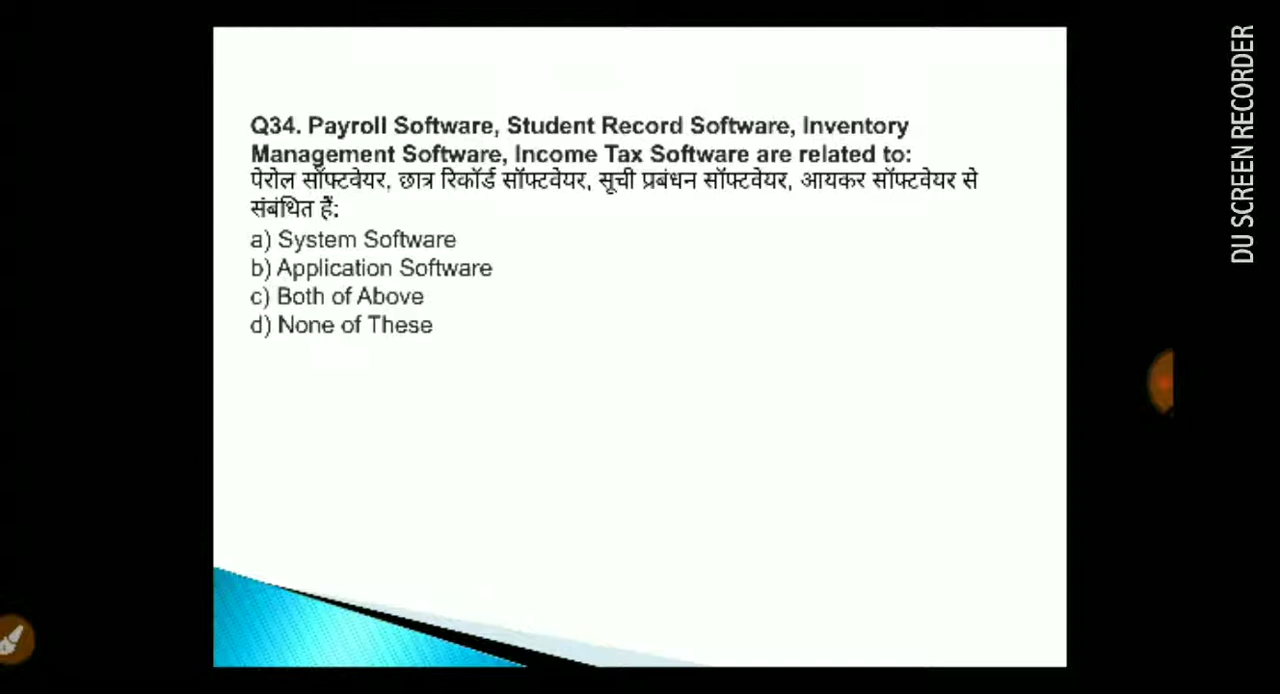 Q34. Payroll Software, Student Record Software, Inventory
Management Software, Income Tax Software are related to:
पेरोल सॉफ्टवेयर, छात्र रिकॉर्ड सॉफ्टवेयर, सूची प्रबंधन सॉफ्टवेयर, आयकर सॉफ्टवेयर से
संबंधित हैं:
a) System Software
b) Application Software
c) Both of Above
d) None of These
DU SCREEN RECORDER